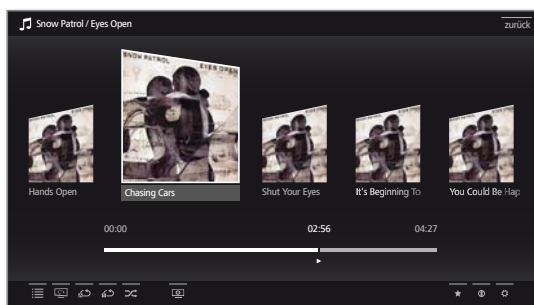 Snow Patrol / Eyes Open
zurück
SNOW PATROL
EYES OPEN
Hands Open
Chasing Cars
Shut Your Eyes
It's Beginning To
You Could Be Hap
00:00
02:56
04:27